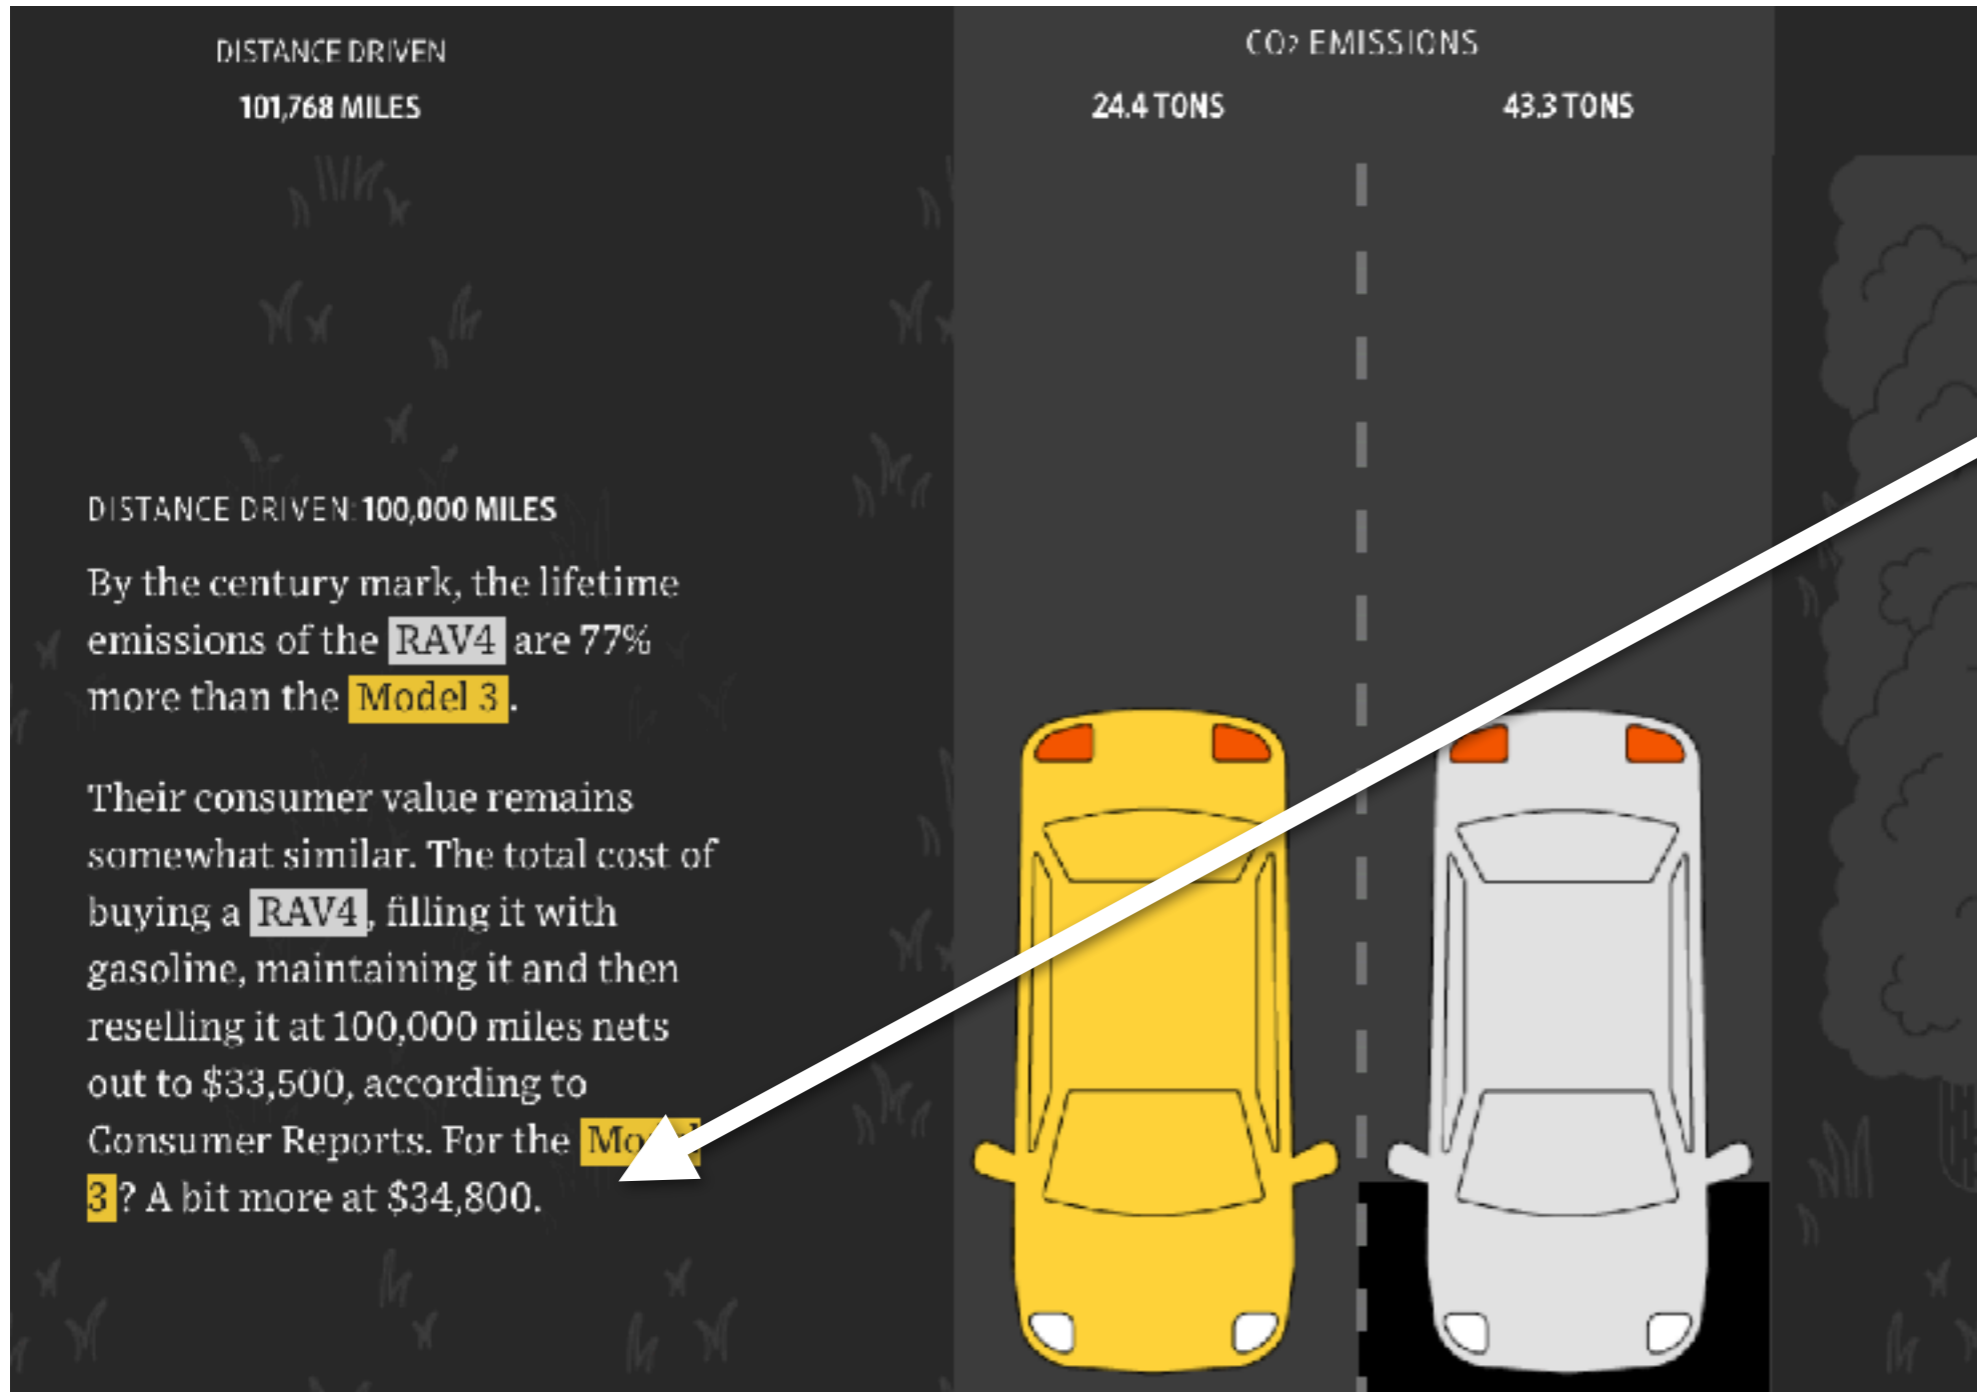 DISTANCE DRIVEN
101,768 MILES
CO2 EMISSIONS
24.4 TONS
43.3 TONS
DISTANCE DRIVEN: 100,000 MILES
By the century mark, the lifetime
emissions of the RAV4 are 77%
more than the Model 3.
Their consumer value remains
somewhat similar. The total cost of
buying a RAV4, filling it with
gasoline, maintaining it and then
reselling it at 100,000 miles nets
out to $33,500, according to
Consumer Reports. For the Model
3? A bit more at $34,800.